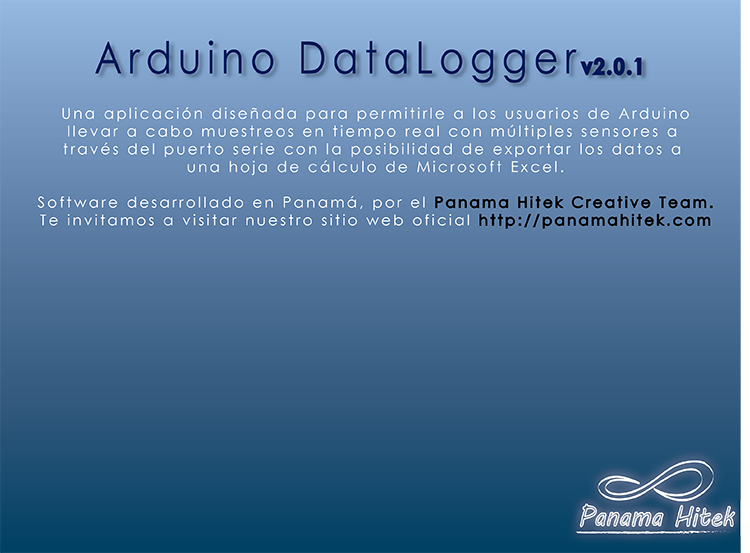 Arduino DataLogger v2.0.1
Una aplicación diseñada para permitirle a los usuarios de Arduino
llevar a cabo muestreos en tiempo real con múltiples sensores a
través del puerto serie con la posibilidad de exportar los datos a
una hoja de cálculo de Microsoft Excel.
Software desarrollado en Panamá, por el Panama Hitek Creative Team.
Te invitamos a visitar nuestro sitio web oficial http://panamahitek.com
Panama Hitek